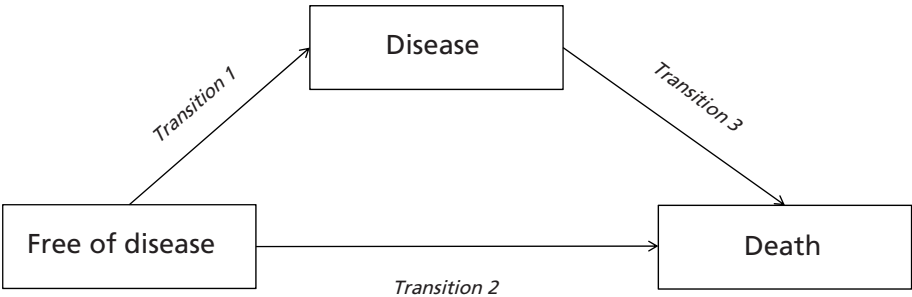 Disease
Transition 1
Transition 3
Free of disease
Death
Transition 2